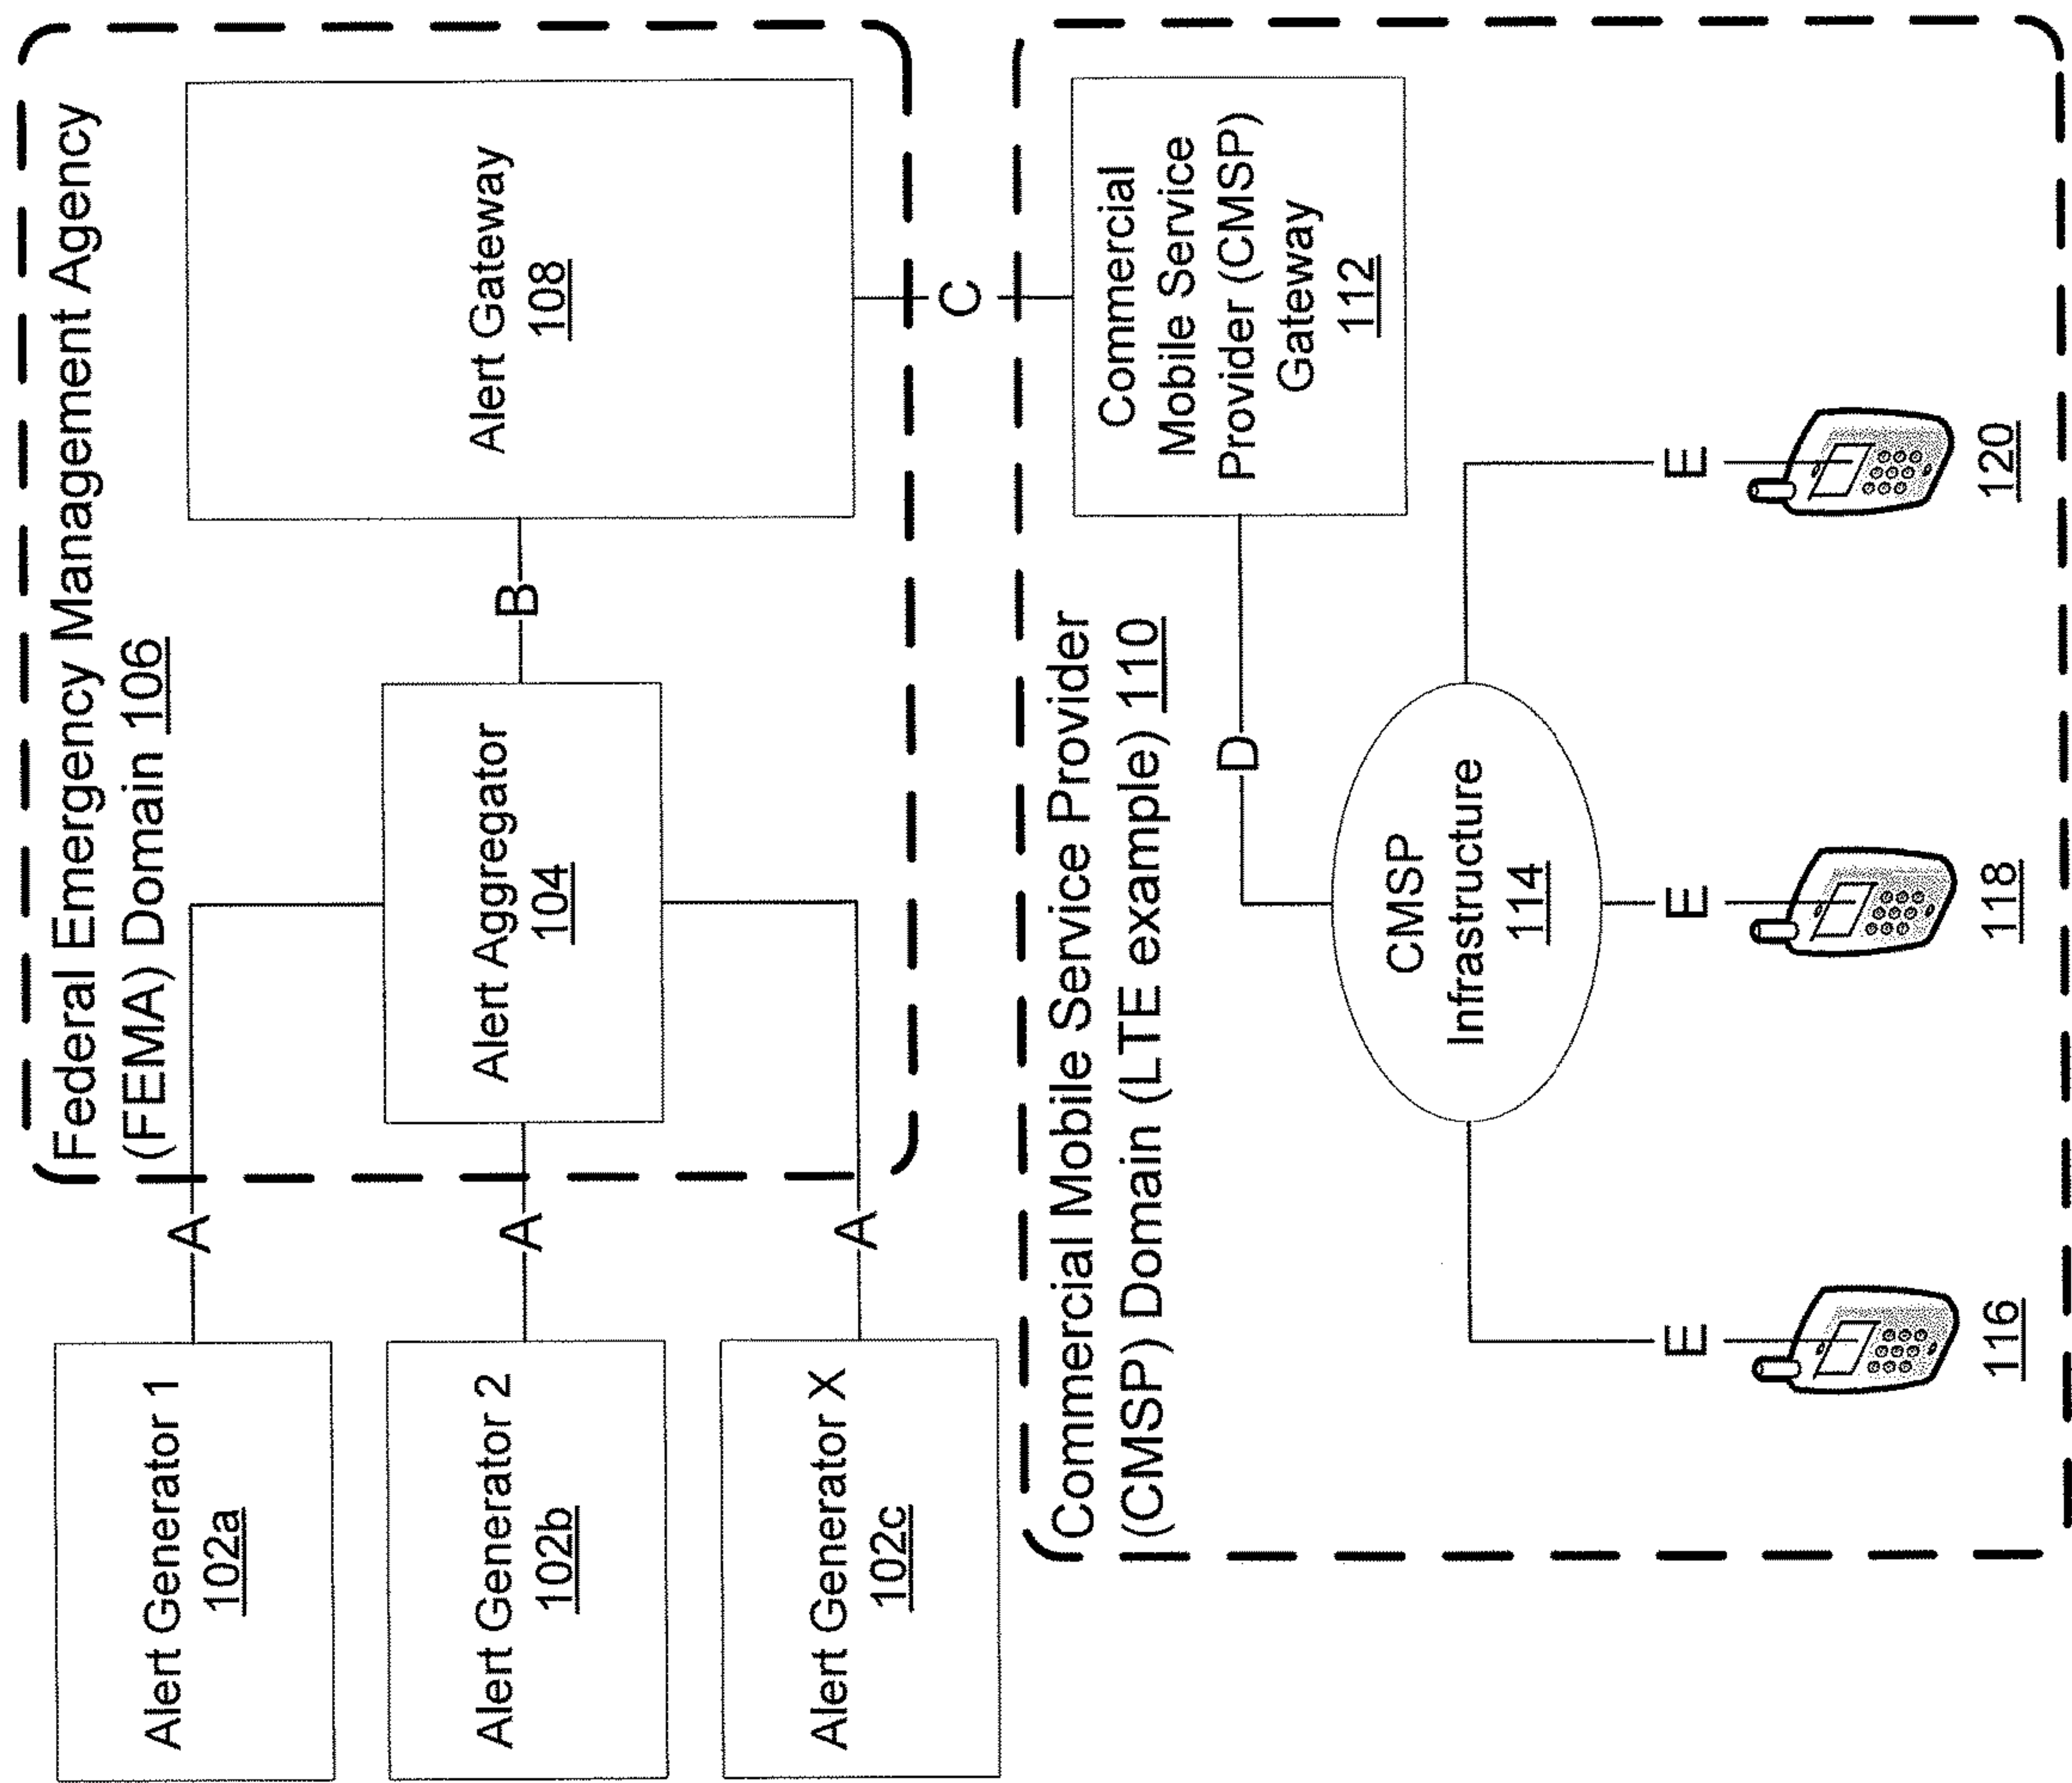 Federal Emergency Management Agency
(FEMA) Domain 106
Alert Generator 1
102a
A
Alert Generator 2
102b
A
Alert Generator X
102c
A
Alert Aggregator
104
B
Alert Gateway
108
C
Commercial Mobile Service Provider
(CMSP) Domain (LTE example) 110
Commercial
Mobile Service
Provider (CMSP)
Gateway
112
D
CMSP
Infrastructure
114
E
E
E
116
118
120